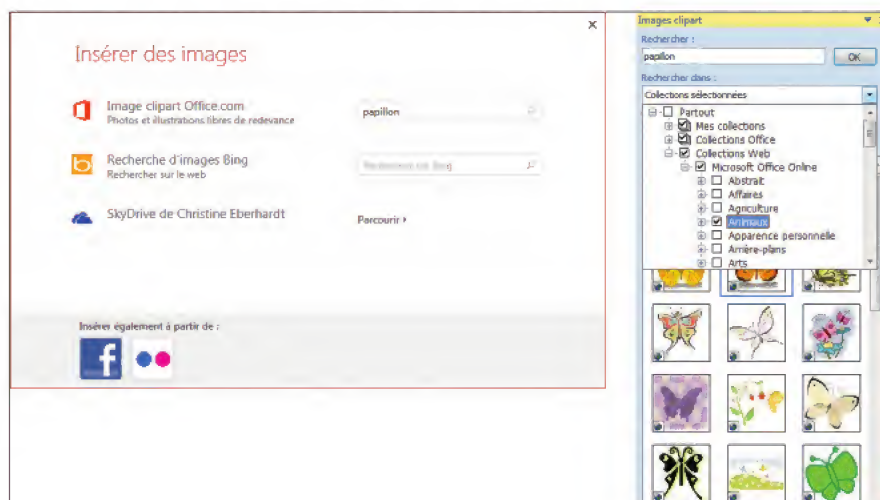 Insérer des images
Image clipart Office.com
Photos et illustrations libres de redevance
papillon
Recherche d'images Bing
Rechercher sur le web
SkyDrive de Christine Eberhardt
Parcourir
Insérer également à partir de :
Images clipart
Rechercher :
papillon
OK
Rechercher dans :
Collections sélectionnées
Partout
Mes collections
Collections Office
Collections Web
Microsoft Office Online
Abstrait
Affaires
Agriculture
Animaux
Apparence personnelle
Arrière-plans
Arts